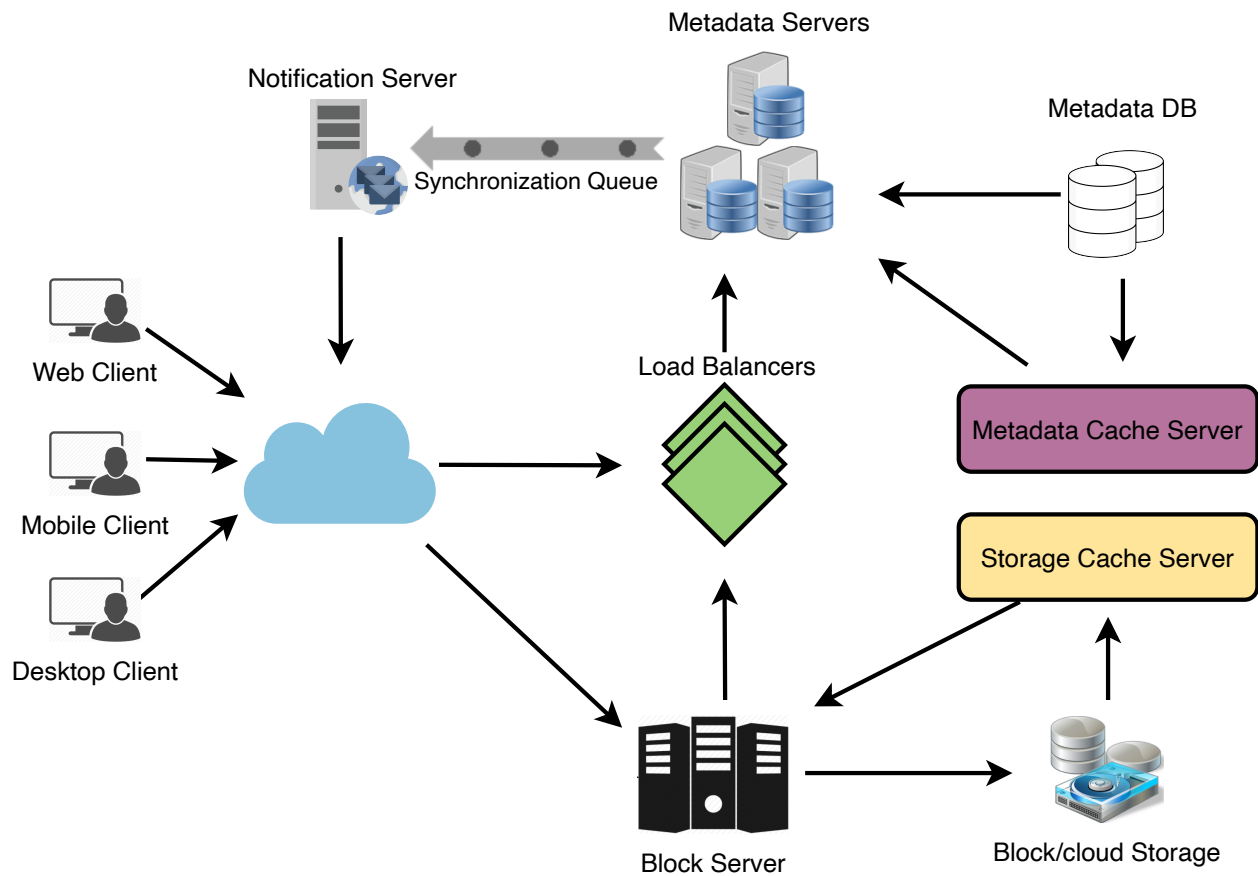 Metadata Servers
Notification Server
Metadata DB
Synchronization Queue
Web Client
Load Balancers
Metadata Cache Server
Mobile Client
Storage Cache Server
Desktop Client
Block Server
Block/cloud Storage